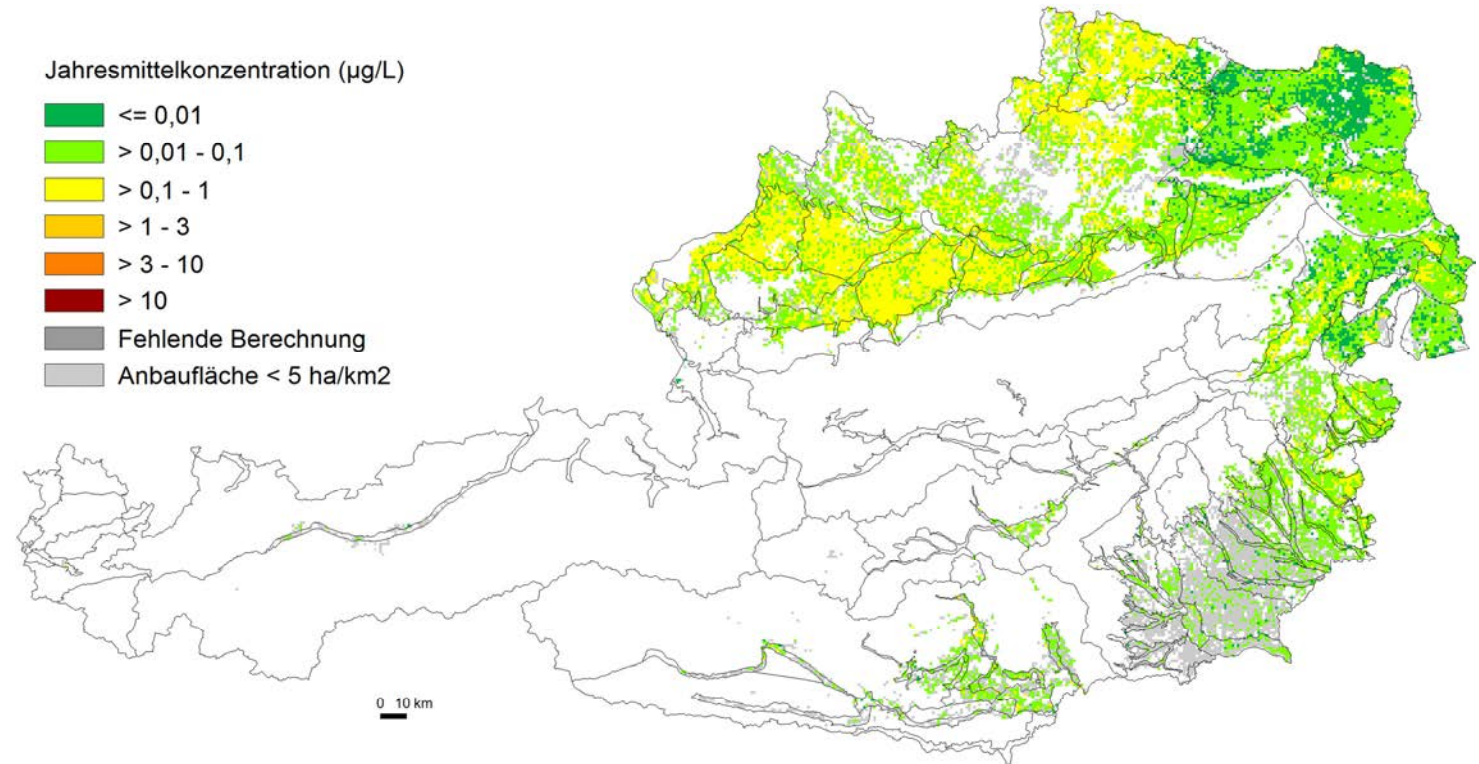 Jahresmittelkonzentration (µg/L)
<= 0,01
> 0,01 - 0,1
> 0,1 - 1
> 1 - 3
> 3 - 10
> 10
Fehlende Berechnung
Anbaufläche < 5 ha/km2
0 10 km